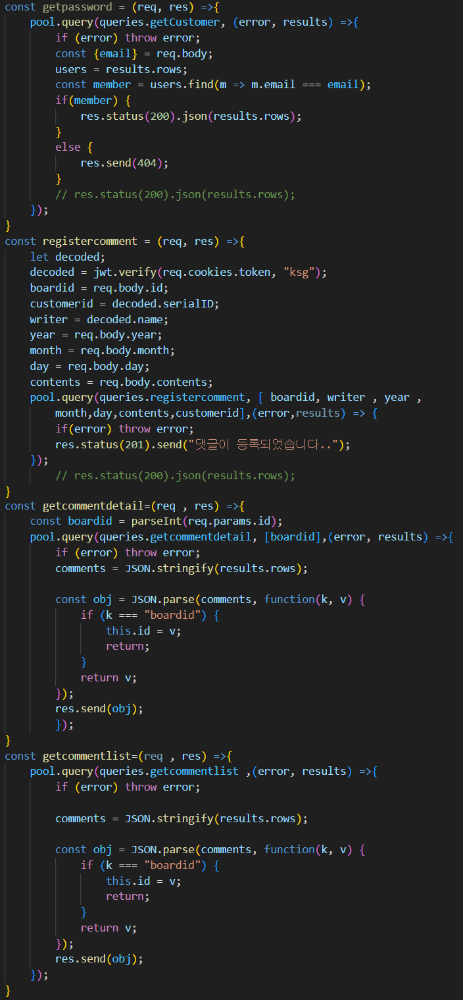 const getpassword = (req, res) =>{
    pool.query(queries.getCustomer, (error, results) =>{
        if (error) throw error;
        const {email} = req.body;
        users = results.rows;
        const member = users.find(m => m.email === email);
        if(member) {
            res.status(200).json(results.rows);
        }
        else {
            res.send(404);
        }
        // res.status(200).json(results.rows);
    });
}
const registercomment = (req, res) =>{
    let decoded;
    decoded = jwt.verify(req.cookies.token, "ksg");
    boardid = req.body.id;
    customerid = decoded.serialID;
    writer = decoded.name;
    year = req.body.year;
    month = req.body.month;
    day = req.body.day;
    contents = req.body.contents;
    pool.query(queries.registercomment, [ boardid, writer , year ,
        month,day,contents,customerid],(error,results) => {
        if(error) throw error;
        res.status(201).send("댓글이 등록되었습니다..");
    });
        // res.status(200).json(results.rows);
}
const getcommentdetail=(req , res) =>{
    const boardid = parseInt(req.params.id);
    pool.query(queries.getcommentdetail, [boardid],(error, results) =>{
        if (error) throw error;
        comments = JSON.stringify(results.rows);

        const obj = JSON.parse(comments, function(k, v) {
            if (k === "boardid") {
                this.id = v;
                return;
            }
            return v;
        });
        res.send(obj);
        });
}
const getcommentlist=(req , res) =>{
    pool.query(queries.getcommentlist ,(error, results) =>{
        if (error) throw error;

        comments = JSON.stringify(results.rows);

        const obj = JSON.parse(comments, function(k, v) {
            if (k === "boardid") {
                this.id = v;
                return;
            }
            return v;
        });
        res.send(obj);
    });
}